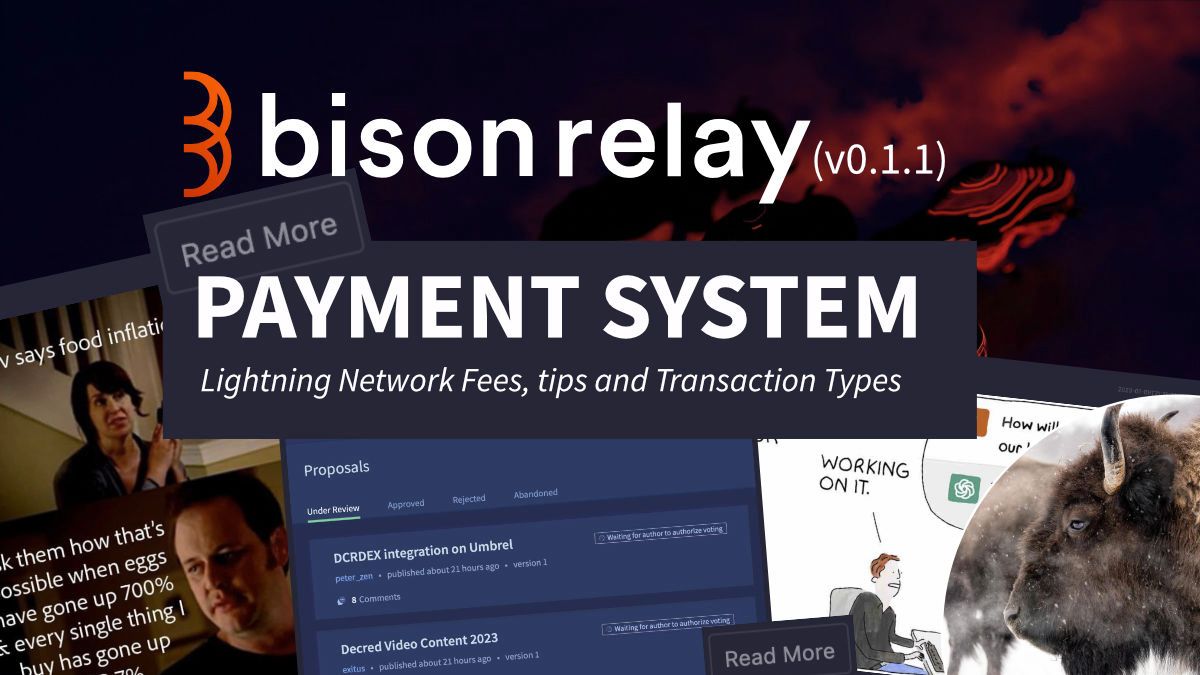 bison relay (v0.1.1)
Read More
PAYMENT SYSTEM
Lightning Network Fees, tips and Transaction Types
says food
How will
our
WORKING
ON IT.
them how that's
when eggs
gone up 700%
& every single thing I
buy has gone up
Proposals
Under Review Approved Rejected Abandoned
DCRDEX integration on Umbrel
Waiting for author to authorize voting
peter_zen • published about 21 hours ago • version 1
8 Comments
Decred Video Content 2023
Waiting for author to authorize voting
exitus • published about 21 hours ago • version 1
Read More